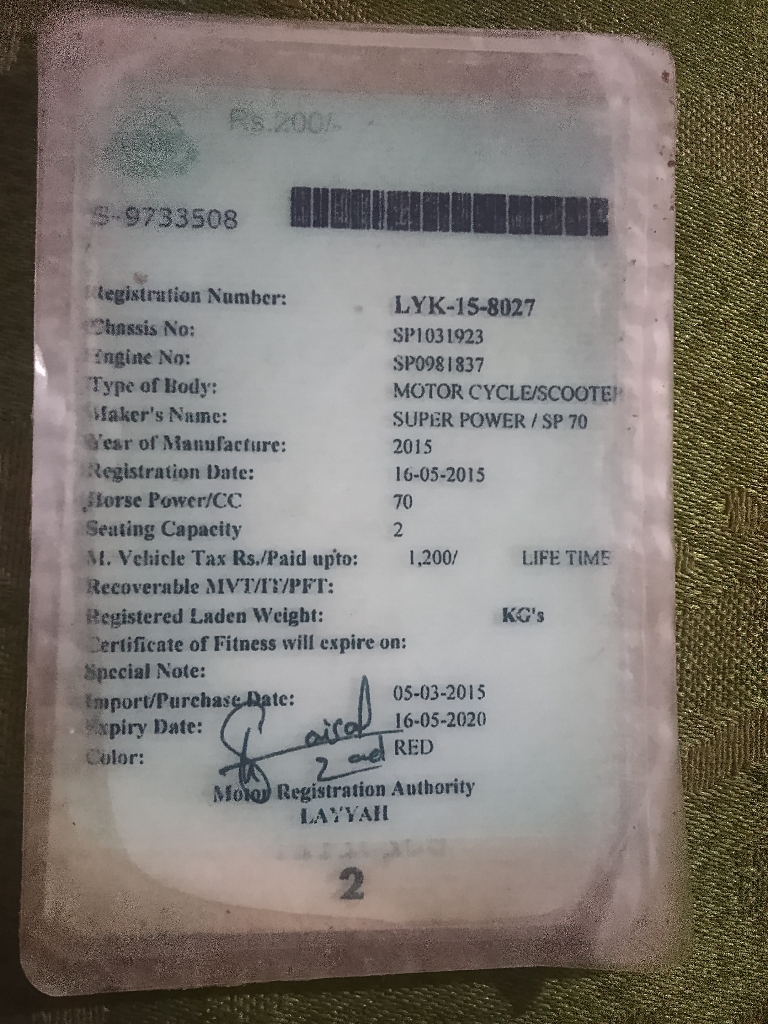 Rs.200/-
S-9733508
Registration Number: LYK-15-8027
Chassis No: SP1031923
Engine No: SP0981837
Type of Body: MOTOR CYCLE/SCOOTER
Maker's Name: SUPER POWER / SP 70
Year of Manufacture: 2015
Registration Date: 16-05-2015
Horse Power/CC 70
Seating Capacity 2
M. Vehicle Tax Rs./Paid upto: 1,200/ LIFE TIME
Recoverable MVT/IT/PFT:
Registered Laden Weight: KG's
Certificate of Fitness will expire on:
Special Note:
Import/Purchase Date: 05-03-2015
Expiry Date: 16-05-2020
Color: RED
Motor Registration Authority
LAYYAH
2